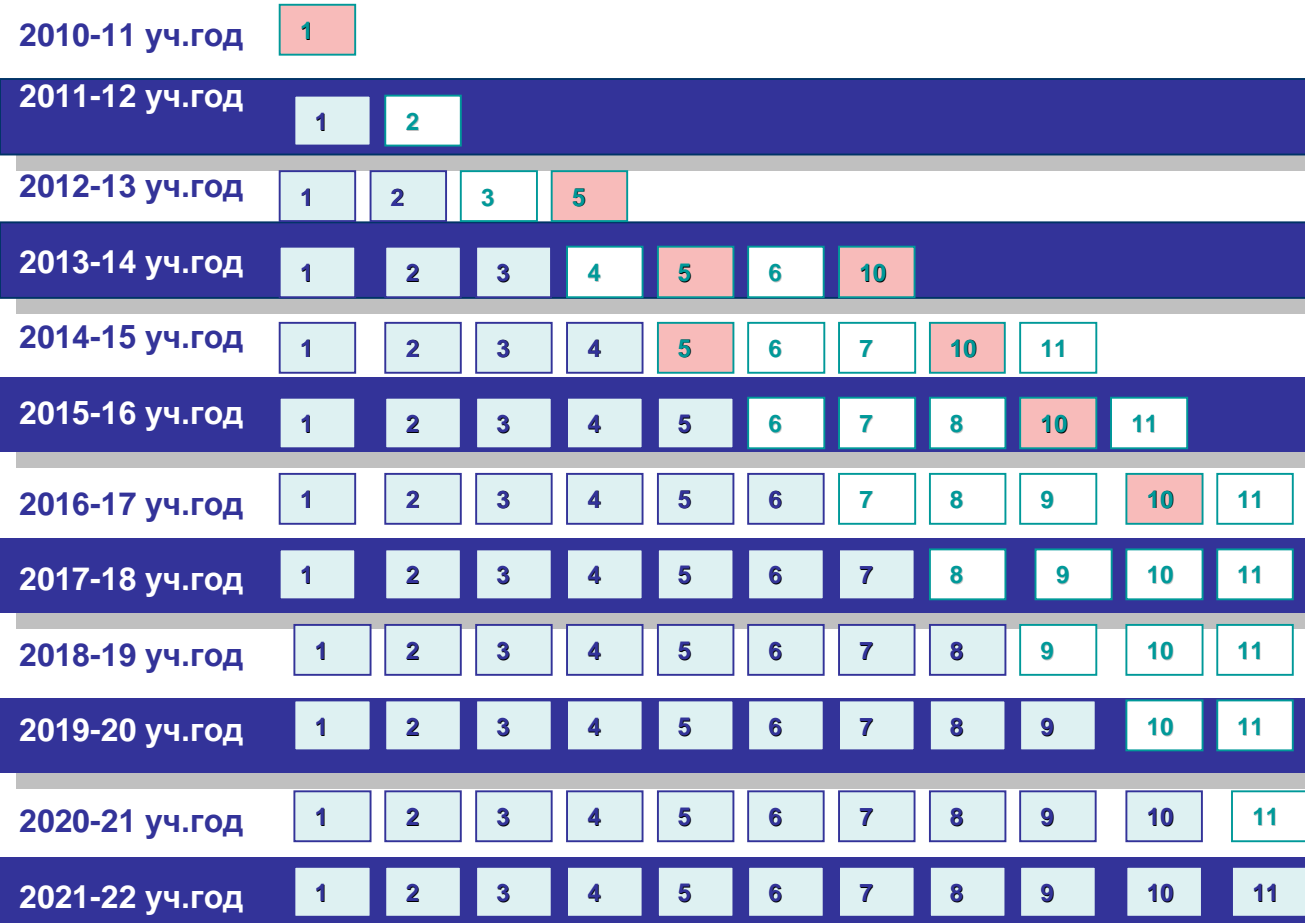 2010-11 уч.год 1
2011-12 уч.год 1 2
2012-13 уч.год 1 2 3 5
2013-14 уч.год 1 2 3 4 5 6 10
2014-15 уч.год 1 2 3 4 5 6 7 10 11
2015-16 уч.год 1 2 3 4 5 6 7 8 10 11
2016-17 уч.год 1 2 3 4 5 6 7 8 9 10 11
2017-18 уч.год 1 2 3 4 5 6 7 8 9 10 11
2018-19 уч.год 1 2 3 4 5 6 7 8 9 10 11
2019-20 уч.год 1 2 3 4 5 6 7 8 9 10 11
2020-21 уч.год 1 2 3 4 5 6 7 8 9 10 11
2021-22 уч.год 1 2 3 4 5 6 7 8 9 10 11